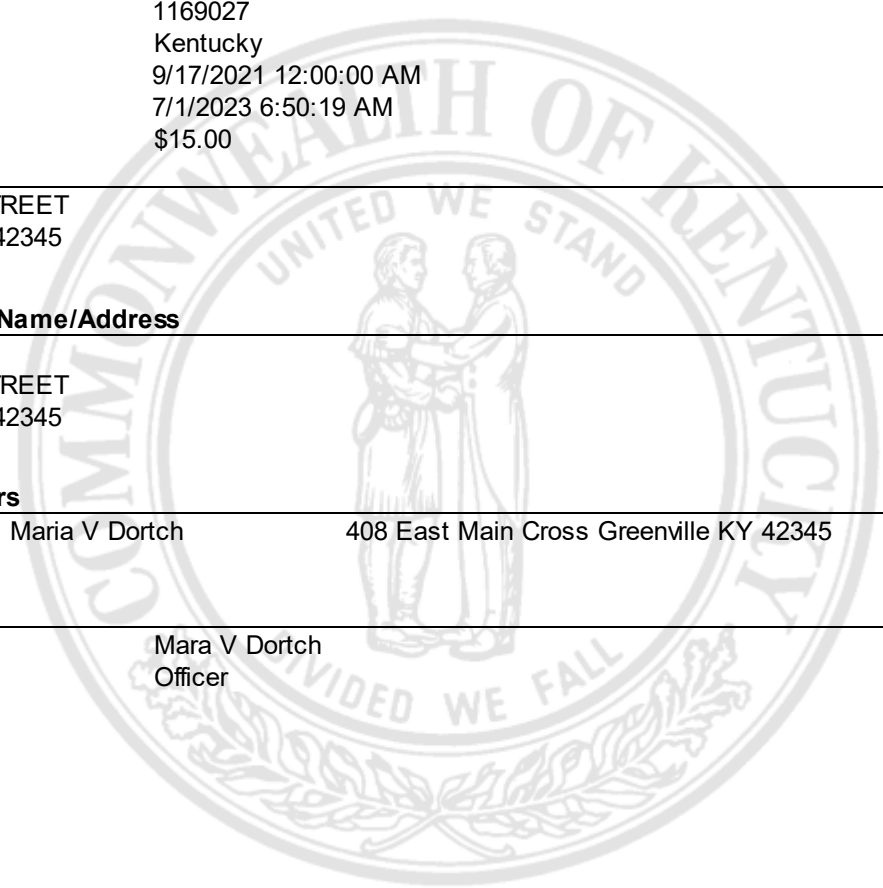 1169027
Kentucky
9/17/2021 12:00:00 AM
7/1/2023 6:50:19 AM
$15.00
TREET
42345
Name/Address
TREET
42345
rs
Maria V Dortch 408 East Main Cross Greenville KY 42345
Mara V Dortch
Officer
COMMONWEALTH OF KENTUCKY
UNITED WE STAND
DIVIDED WE FALL